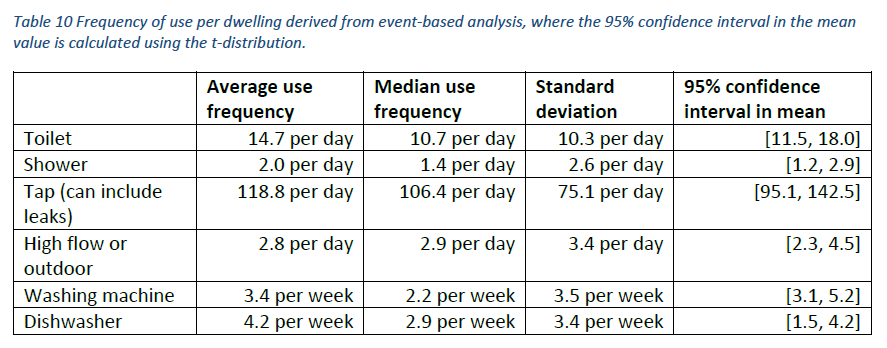 Table 10 Frequency of use per dwelling derived from event-based analysis, where the 95% confidence interval in the mean
value is calculated using the t-distribution.
Average use frequency Median use frequency Standard deviation 95% confidence interval in mean
Toilet 14.7 per day 10.7 per day 10.3 per day [11.5, 18.0]
Shower 2.0 per day 1.4 per day 2.6 per day [1.2, 2.9]
Tap (can include leaks) 118.8 per day 106.4 per day 75.1 per day [95.1, 142.5]
High flow or outdoor 2.8 per day 2.9 per day 3.4 per day [2.3, 4.5]
Washing machine 3.4 per week 2.2 per week 3.5 per week [3.1, 5.2]
Dishwasher 4.2 per week 2.9 per week 3.4 per week [1.5, 4.2]